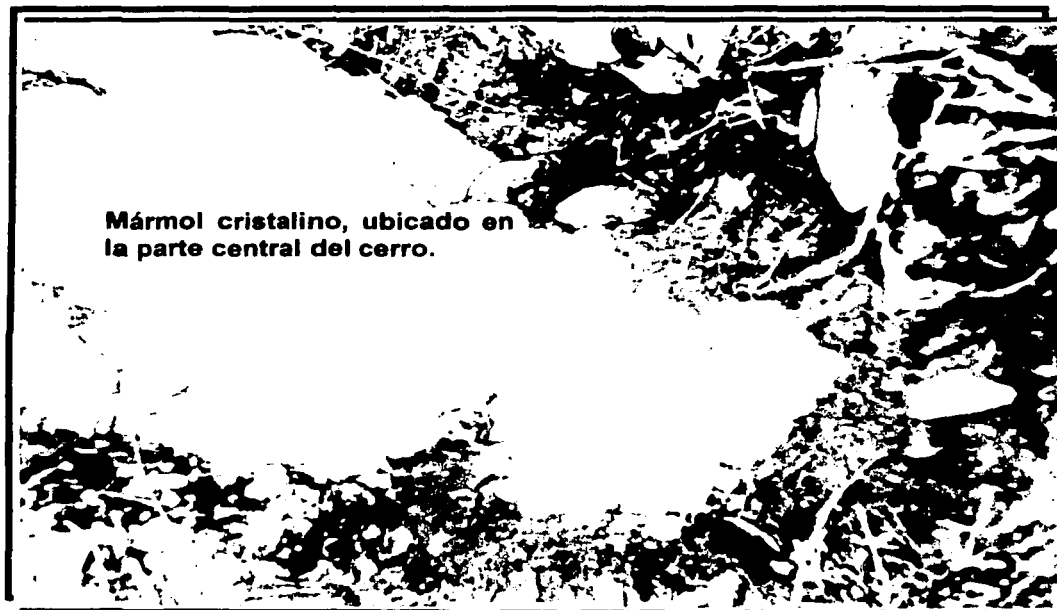 Mármol cristalino, ubicado en
la parte central del cerro.